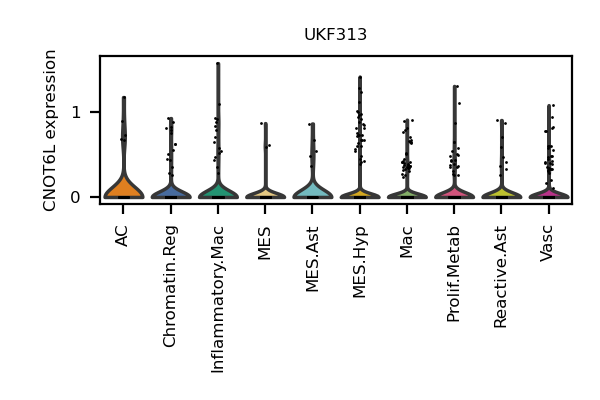 UKF313
CNOT6L expression
1
0
AC
Chromatin.Reg
Inflammatory.Mac
MES
MES.Ast
MES.Hyp
Mac
Prolif.Metab
Reactive.Ast
Vasc